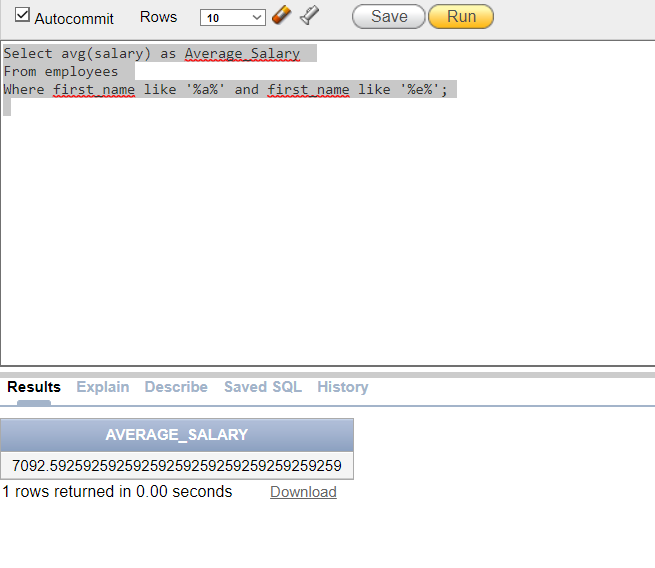 Autocommit Rows 10 Save Run
Select avg(salary) as Average_Salary
From employees
Where first_name like '%a%' and first_name like '%e%';
Results Explain Describe Saved SQL History
AVERAGE_SALARY
7092.59259259259259259259259259259259259
1 rows returned in 0.00 seconds Download